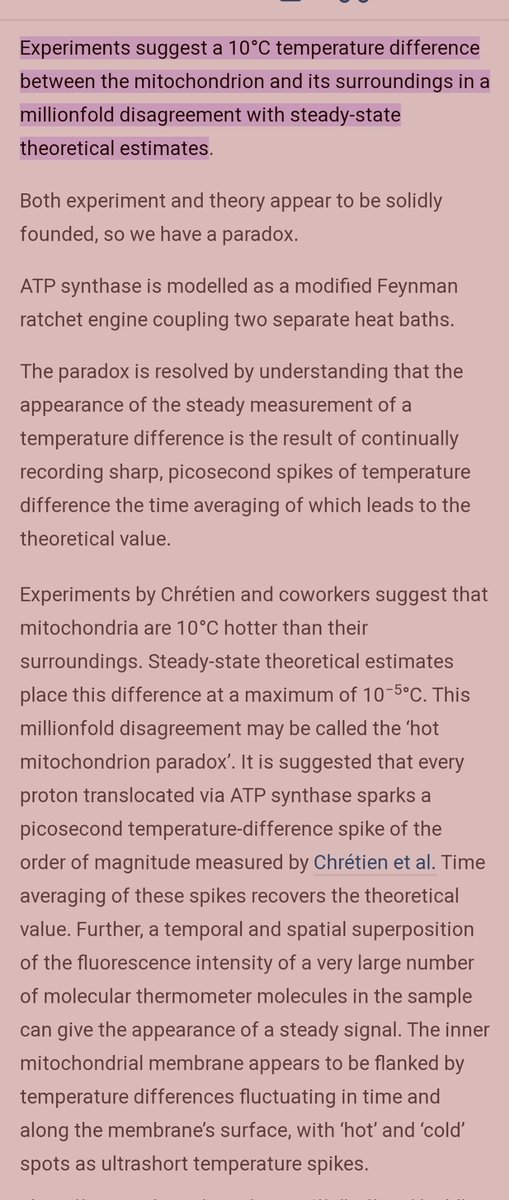 Experiments suggest a 10°C temperature difference
between the mitochondrion and its surroundings in a
millionfold disagreement with steady-state
theoretical estimates.
Both experiment and theory appear to be solidly
founded, so we have a paradox.
ATP synthase is modelled as a modified Feynman
ratchet engine coupling two separate heat baths.
The paradox is resolved by understanding that the
appearance of the steady measurement of a
temperature difference is the result of continually
recording sharp, picosecond spikes of temperature
difference the time averaging of which leads to the
theoretical value.
Experiments by Chrétien and coworkers suggest that
mitochondria are 10°C hotter than their
surroundings. Steady-state theoretical estimates
place this difference at a maximum of 10⁻⁵°C. This
millionfold disagreement may be called the ‘hot
mitochondrion paradox’. It is suggested that every
proton translocated via ATP synthase sparks a
picosecond temperature-difference spike of the
order of magnitude measured by Chrétien et al. Time
averaging of these spikes recovers the theoretical
value. Further, a temporal and spatial superposition
of the fluorescence intensity of a very large number
of molecular thermometer molecules in the sample
can give the appearance of a steady signal. The inner
mitochondrial membrane appears to be flanked by
temperature differences fluctuating in time and
along the membrane’s surface, with ‘hot’ and ‘cold’
spots as ultrashort temperature spikes.